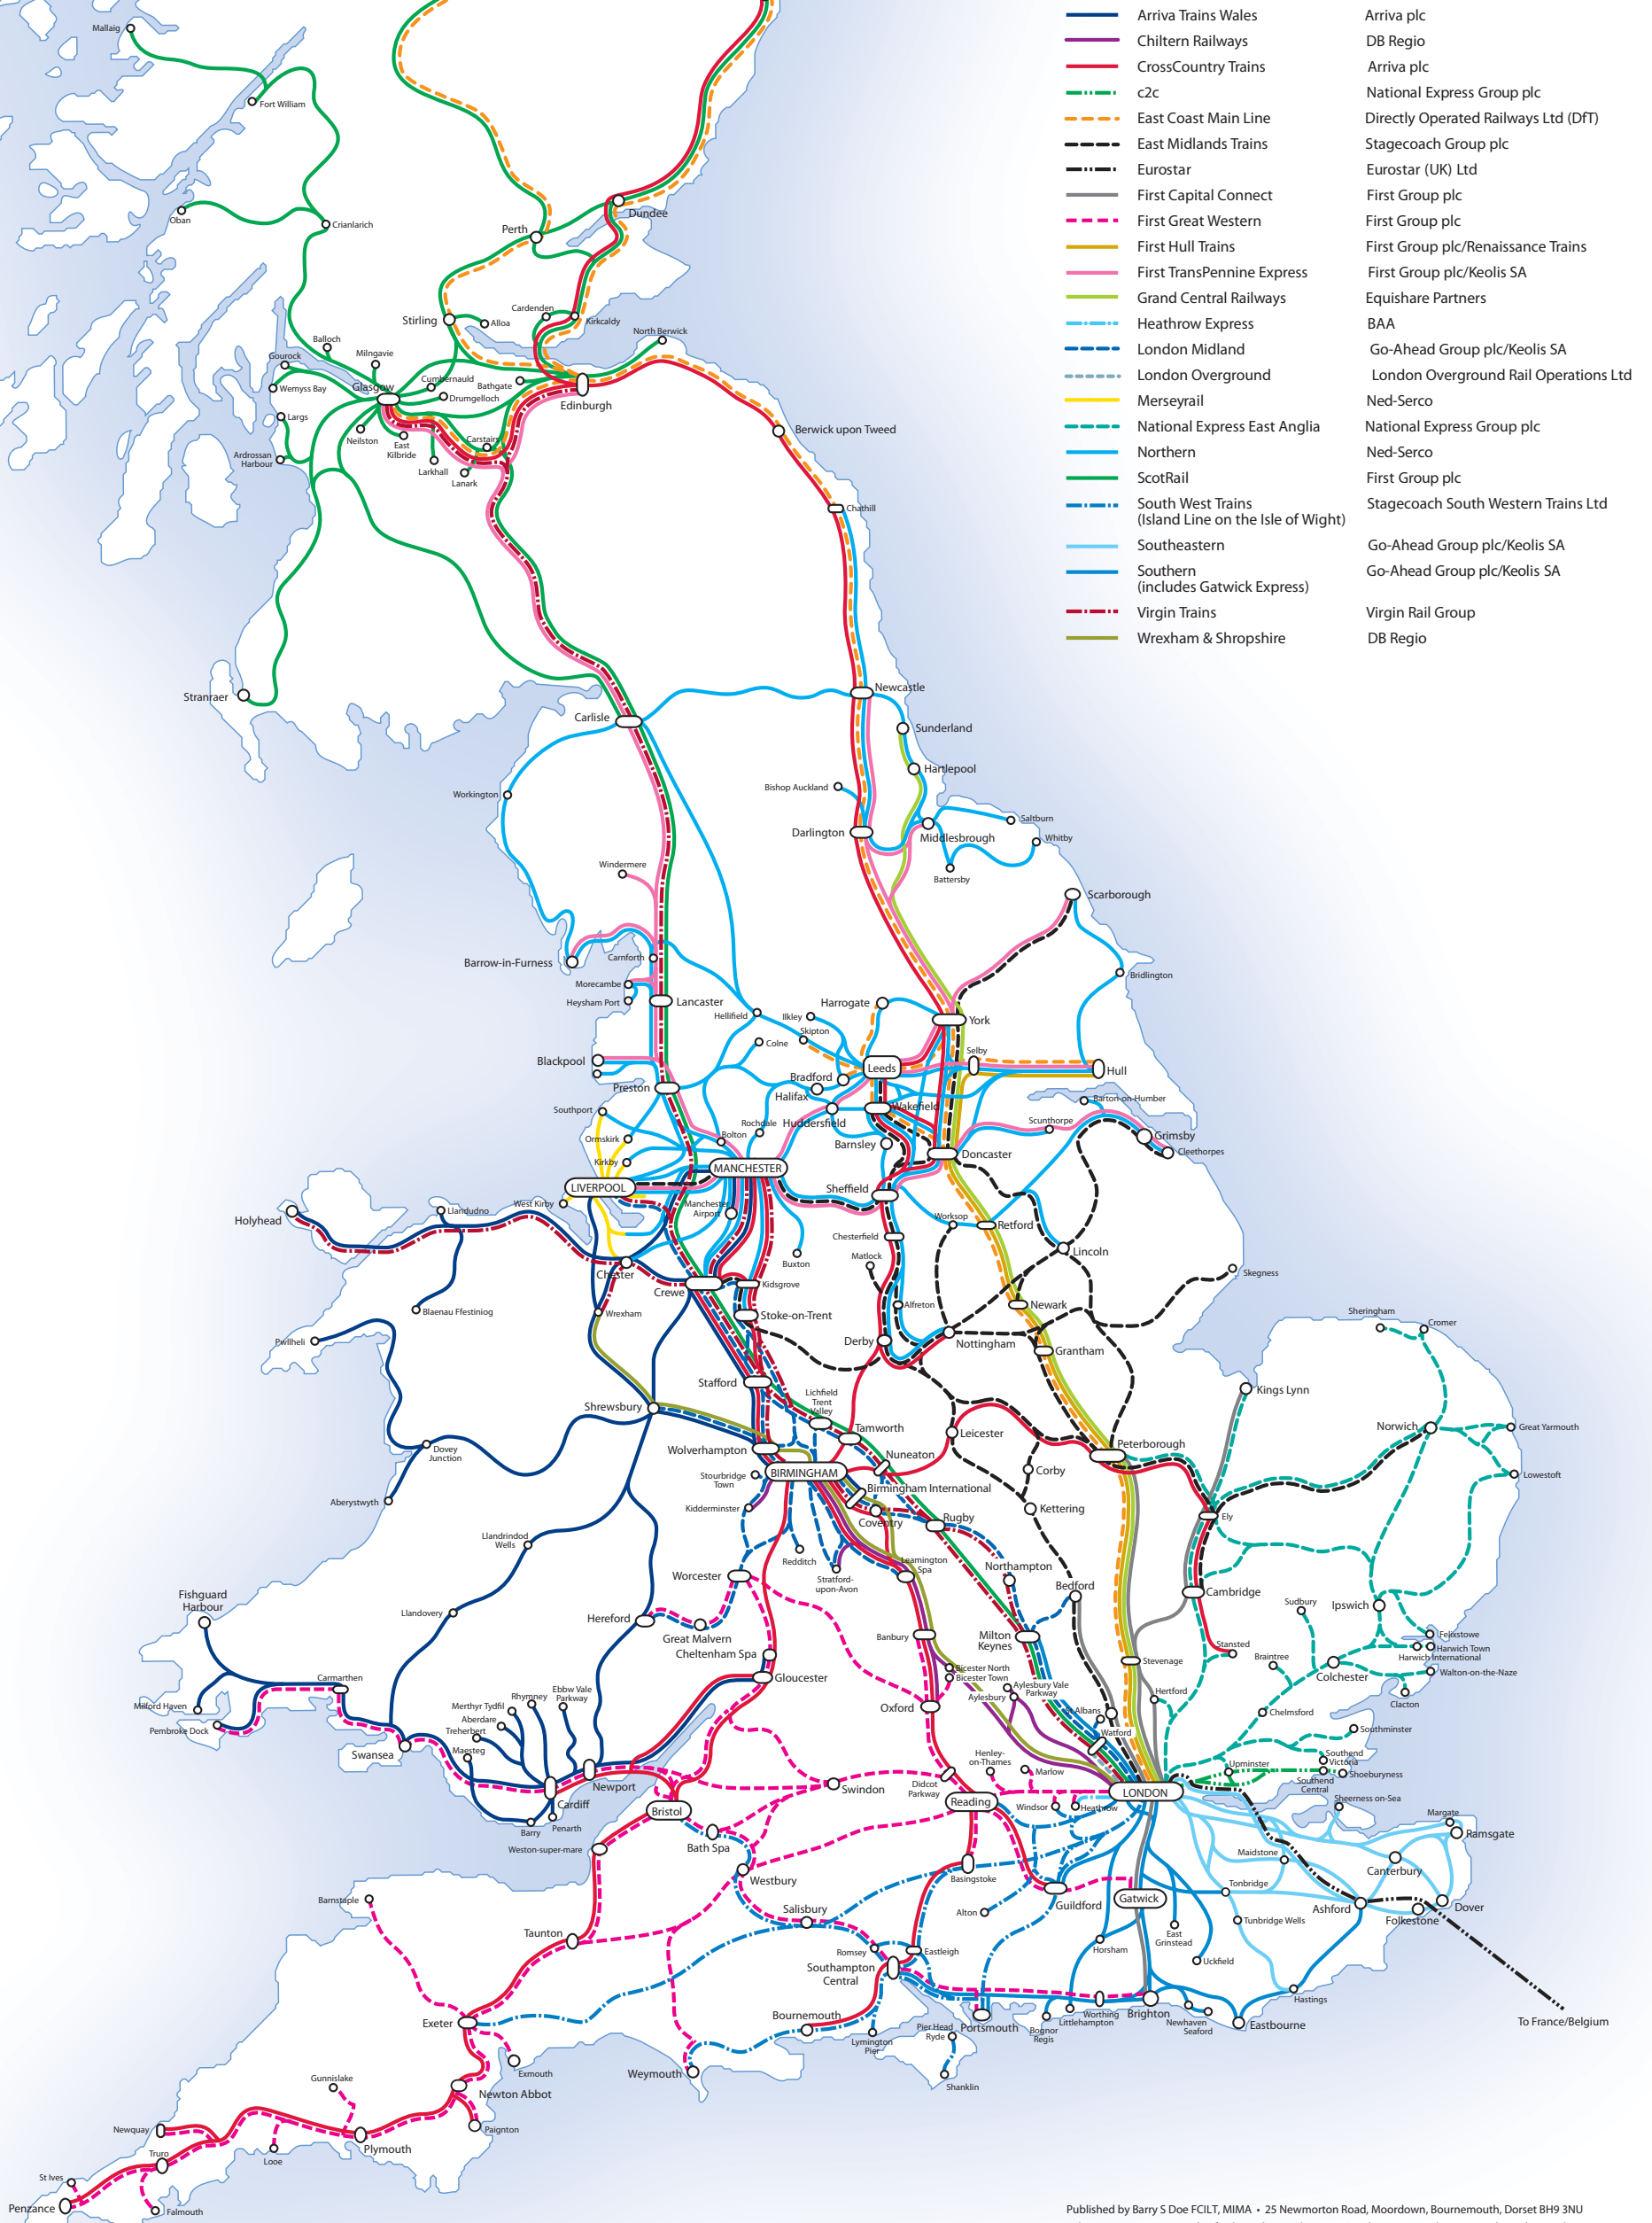 Arriva Trains Wales Arriva plc
Chiltern Railways DB Regio
CrossCountry Trains Arriva plc
c2c National Express Group plc
East Coast Main Line Directly Operated Railways Ltd (DfT)
East Midlands Trains Stagecoach Group plc
Eurostar Eurostar (UK) Ltd
First Capital Connect First Group plc
First Great Western First Group plc
First Hull Trains First Group plc/Renaissance Trains
First TransPennine Express First Group plc/Keolis SA
Grand Central Railways Equishare Partners
Heathrow Express BAA
London Midland Go-Ahead Group plc/Keolis SA
London Overground London Overground Rail Operations Ltd
Merseyrail Ned-Serco
National Express East Anglia National Express Group plc
Northern Ned-Serco
ScotRail First Group plc
South West Trains Stagecoach South Western Trains Ltd
(Island Line on the Isle of Wight)
Southeastern Go-Ahead Group plc/Keolis SA
Southern Go-Ahead Group plc/Keolis SA
(includes Gatwick Express)
Virgin Trains Virgin Rail Group
Wrexham & Shropshire DB Regio
Mallaig
Fort William
Oban
Crianlarich
Dundee
Perth
Cardenden
Kirkcaldy
Stirling
Alloa
North Berwick
Balloch
Milngavie
Gourock
Wemyss Bay
Glasgow
Cumbernauld
Bathgate
Drumgelloch
Edinburgh
Largs
Neilston
East
Kilbride
Carstairs
Larkhall
Lanark
Ardrossan
Harbour
Berwick upon Tweed
Chathill
Stranraer
Carlisle
Newcastle
Sunderland
Hartlepool
Workington
Bishop Auckland
Darlington
Middlesbrough
Saltburn
Whitby
Battersby
Windermere
Scarborough
Barrow-in-Furness
Carnforth
Morecambe
Heysham Port
Lancaster
Bridlington
Harrogate
Hellifield
Ilkley
Skipton
York
Colne
Selby
Blackpool
Leeds
Hull
Preston
Bradford
Halifax
Southport
Wakefield
Barton-on-Humber
Huddersfield
Rochdale
Bolton
Scunthorpe
Ormskirk
Barnsley
Grimsby
Cleethorpes
Kirkby
MANCHESTER
Doncaster
LIVERPOOL
Sheffield
West Kirby
Manchester
Airport
Holyhead
Llandudno
Worksop
Retford
Chesterfield
Lincoln
Matlock
Buxton
Chester
Skegness
Crewe
Kidsgrove
Blaenau Ffestiniog
Wrexham
Alfreton
Newark
Stoke-on-Trent
Sheringham
Cromer
Pwllheli
Derby
Nottingham
Grantham
Stafford
Kings Lynn
Lichfield
Trent
Valley
Shrewsbury
Tamworth
Leicester
Norwich
Great Yarmouth
Dovey
Junction
Wolverhampton
Nuneaton
Peterborough
BIRMINGHAM
Corby
Lowestoft
Stourbridge
Town
Birmingham International
Aberystwyth
Kidderminster
Coventry
Rugby
Kettering
Ely
Llandrindod
Wells
Redditch
Leamington
Spa
Worcester
Stratford-
upon-Avon
Northampton
Bedford
Cambridge
Fishguard
Harbour
Llandovery
Hereford
Great Malvern
Banbury
Milton
Keynes
Sudbury
Ipswich
Felixstowe
Harwich Town
Harwich International
Cheltenham Spa
Stevenage
Stansted
Braintree
Colchester
Walton-on-the-Naze
Gloucester
Bicester North
Bicester Town
Carmarthen
Aylesbury Vale
Parkway
Aylesbury
Hertford
Clacton
Milford Haven
Pembroke Dock
Merthyr Tydfil
Rhymney
Ebbw Vale
Parkway
Aberdare
Treherbert
Maesteg
Oxford
St Albans
Chelmsford
Watford
Southminster
Swansea
Henley-
on-Thames
Marlow
Upminster
Southend
Victoria
Southend
Central
Shoeburyness
Newport
Swindon
Didcot
Parkway
LONDON
Cardiff
Penarth
Barry
Bristol
Reading
Windsor
Heathrow
Sheerness on-Sea
Margate
Ramsgate
Weston-super-mare
Bath Spa
Maidstone
Canterbury
Westbury
Basingstoke
Tonbridge
Barnstaple
Guildford
Gatwick
Ashford
Dover
Folkestone
Salisbury
Alton
Tunbridge Wells
Taunton
East
Grinstead
Romsey
Eastleigh
Horsham
Uckfield
Southampton
Central
Hastings
Exeter
Bournemouth
Lymington
Pier
Pier Head
Ryde
Portsmouth
Bognor
Regis
Littlehampton
Worthing
Brighton
Newhaven
Seaford
Eastbourne
To France/Belgium
Exmouth
Weymouth
Shanklin
Gunnislake
Newton Abbot
Paignton
Newquay
Plymouth
Truro
Looe
St Ives
Penzance
Falmouth
Published by Barry S Doe FCILT, MIMA • 25 Newmorton Road, Moordown, Bournemouth, Dorset BH9 3NU